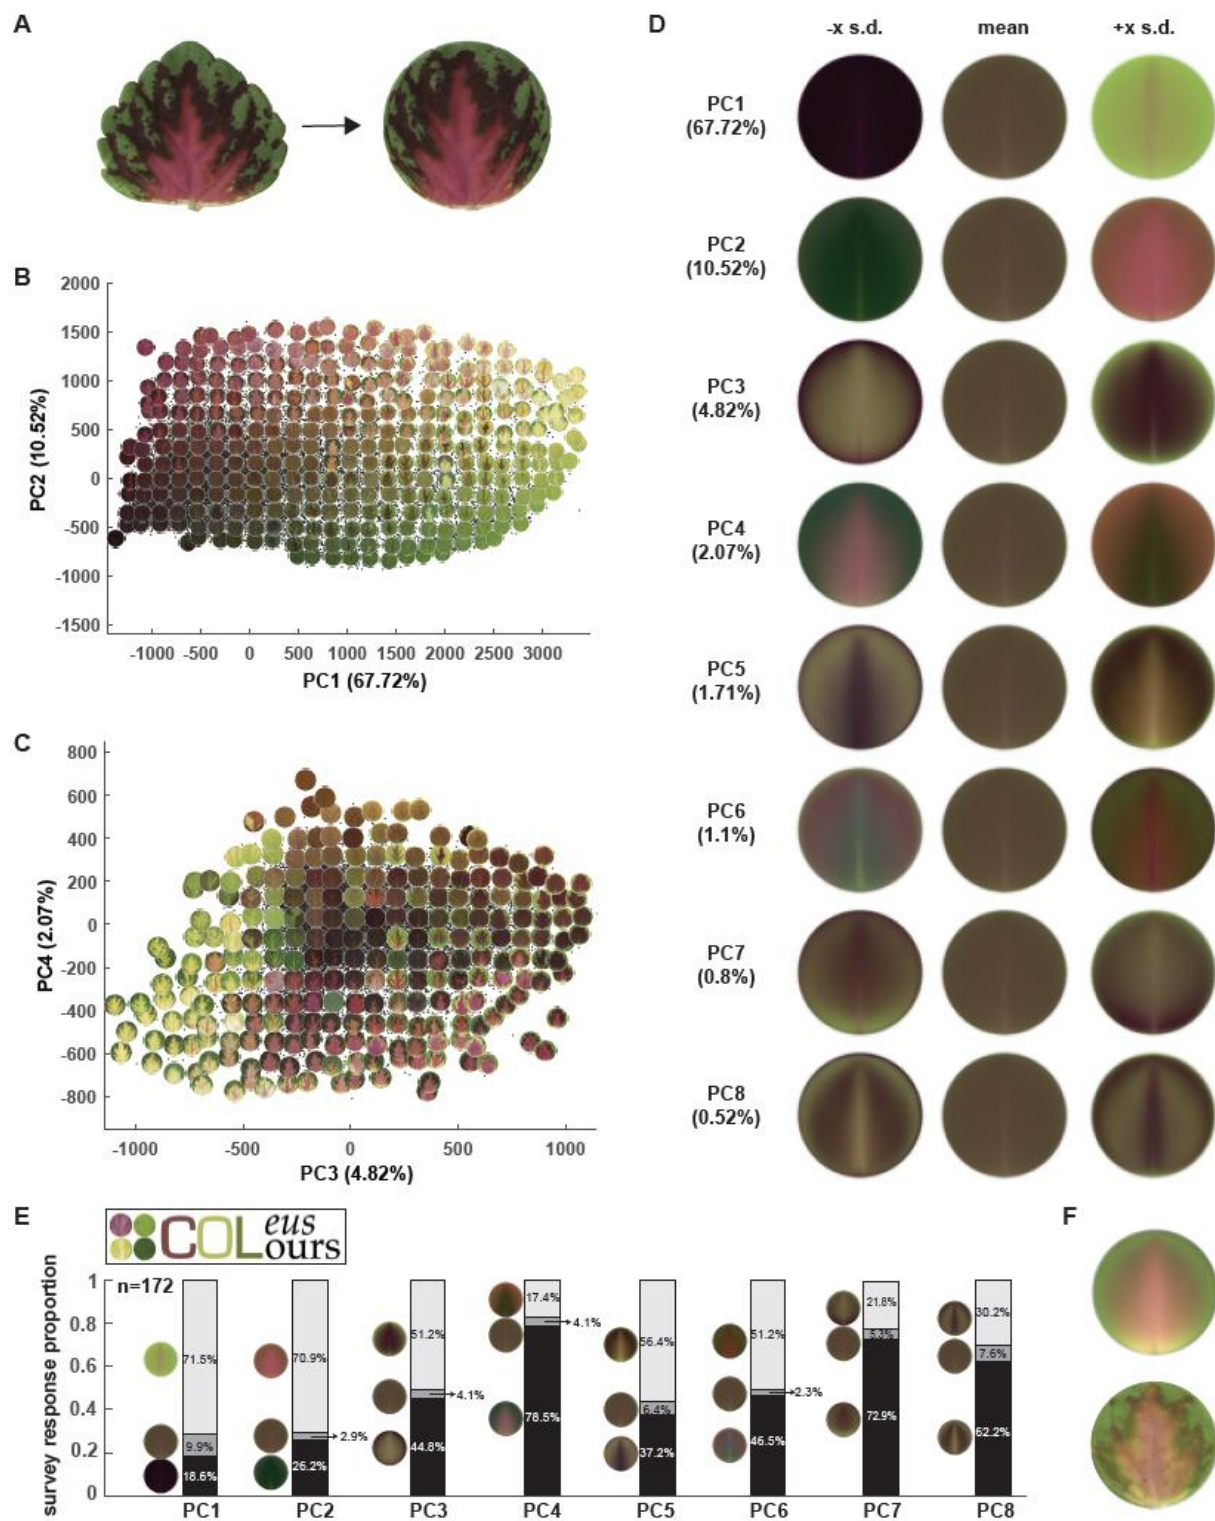 A
B
2000
1500
1000
500
0
-500
-1000
-1500
PC2 (10.52%)
-1000 -500 0 500 1000 1500 2000 2500 3000
PC1 (67.72%)
C
800
600
400
200
0
-200
-400
-600
-800
PC4 (2.07%)
-1000 -500 0 500 1000
PC3 (4.82%)
D
-x s.d. mean +x s.d.
PC1
(67.72%)
PC2
(10.52%)
PC3
(4.82%)
PC4
(2.07%)
PC5
(1.71%)
PC6
(1.1%)
PC7
(0.8%)
PC8
(0.52%)
E
COL eus
ours
n=172
survey response proportion
1
0.8
0.6
0.4
0.2
0
71.5%
9.9%
18.6%
70.9%
2.9%
26.2%
51.2%
4.1%
44.8%
17.4%
4.1%
78.5%
56.4%
6.4%
37.2%
51.2%
2.3%
46.5%
21.8%
5.3%
72.9%
30.2%
7.6%
62.2%
PC1 PC2 PC3 PC4 PC5 PC6 PC7 PC8
F